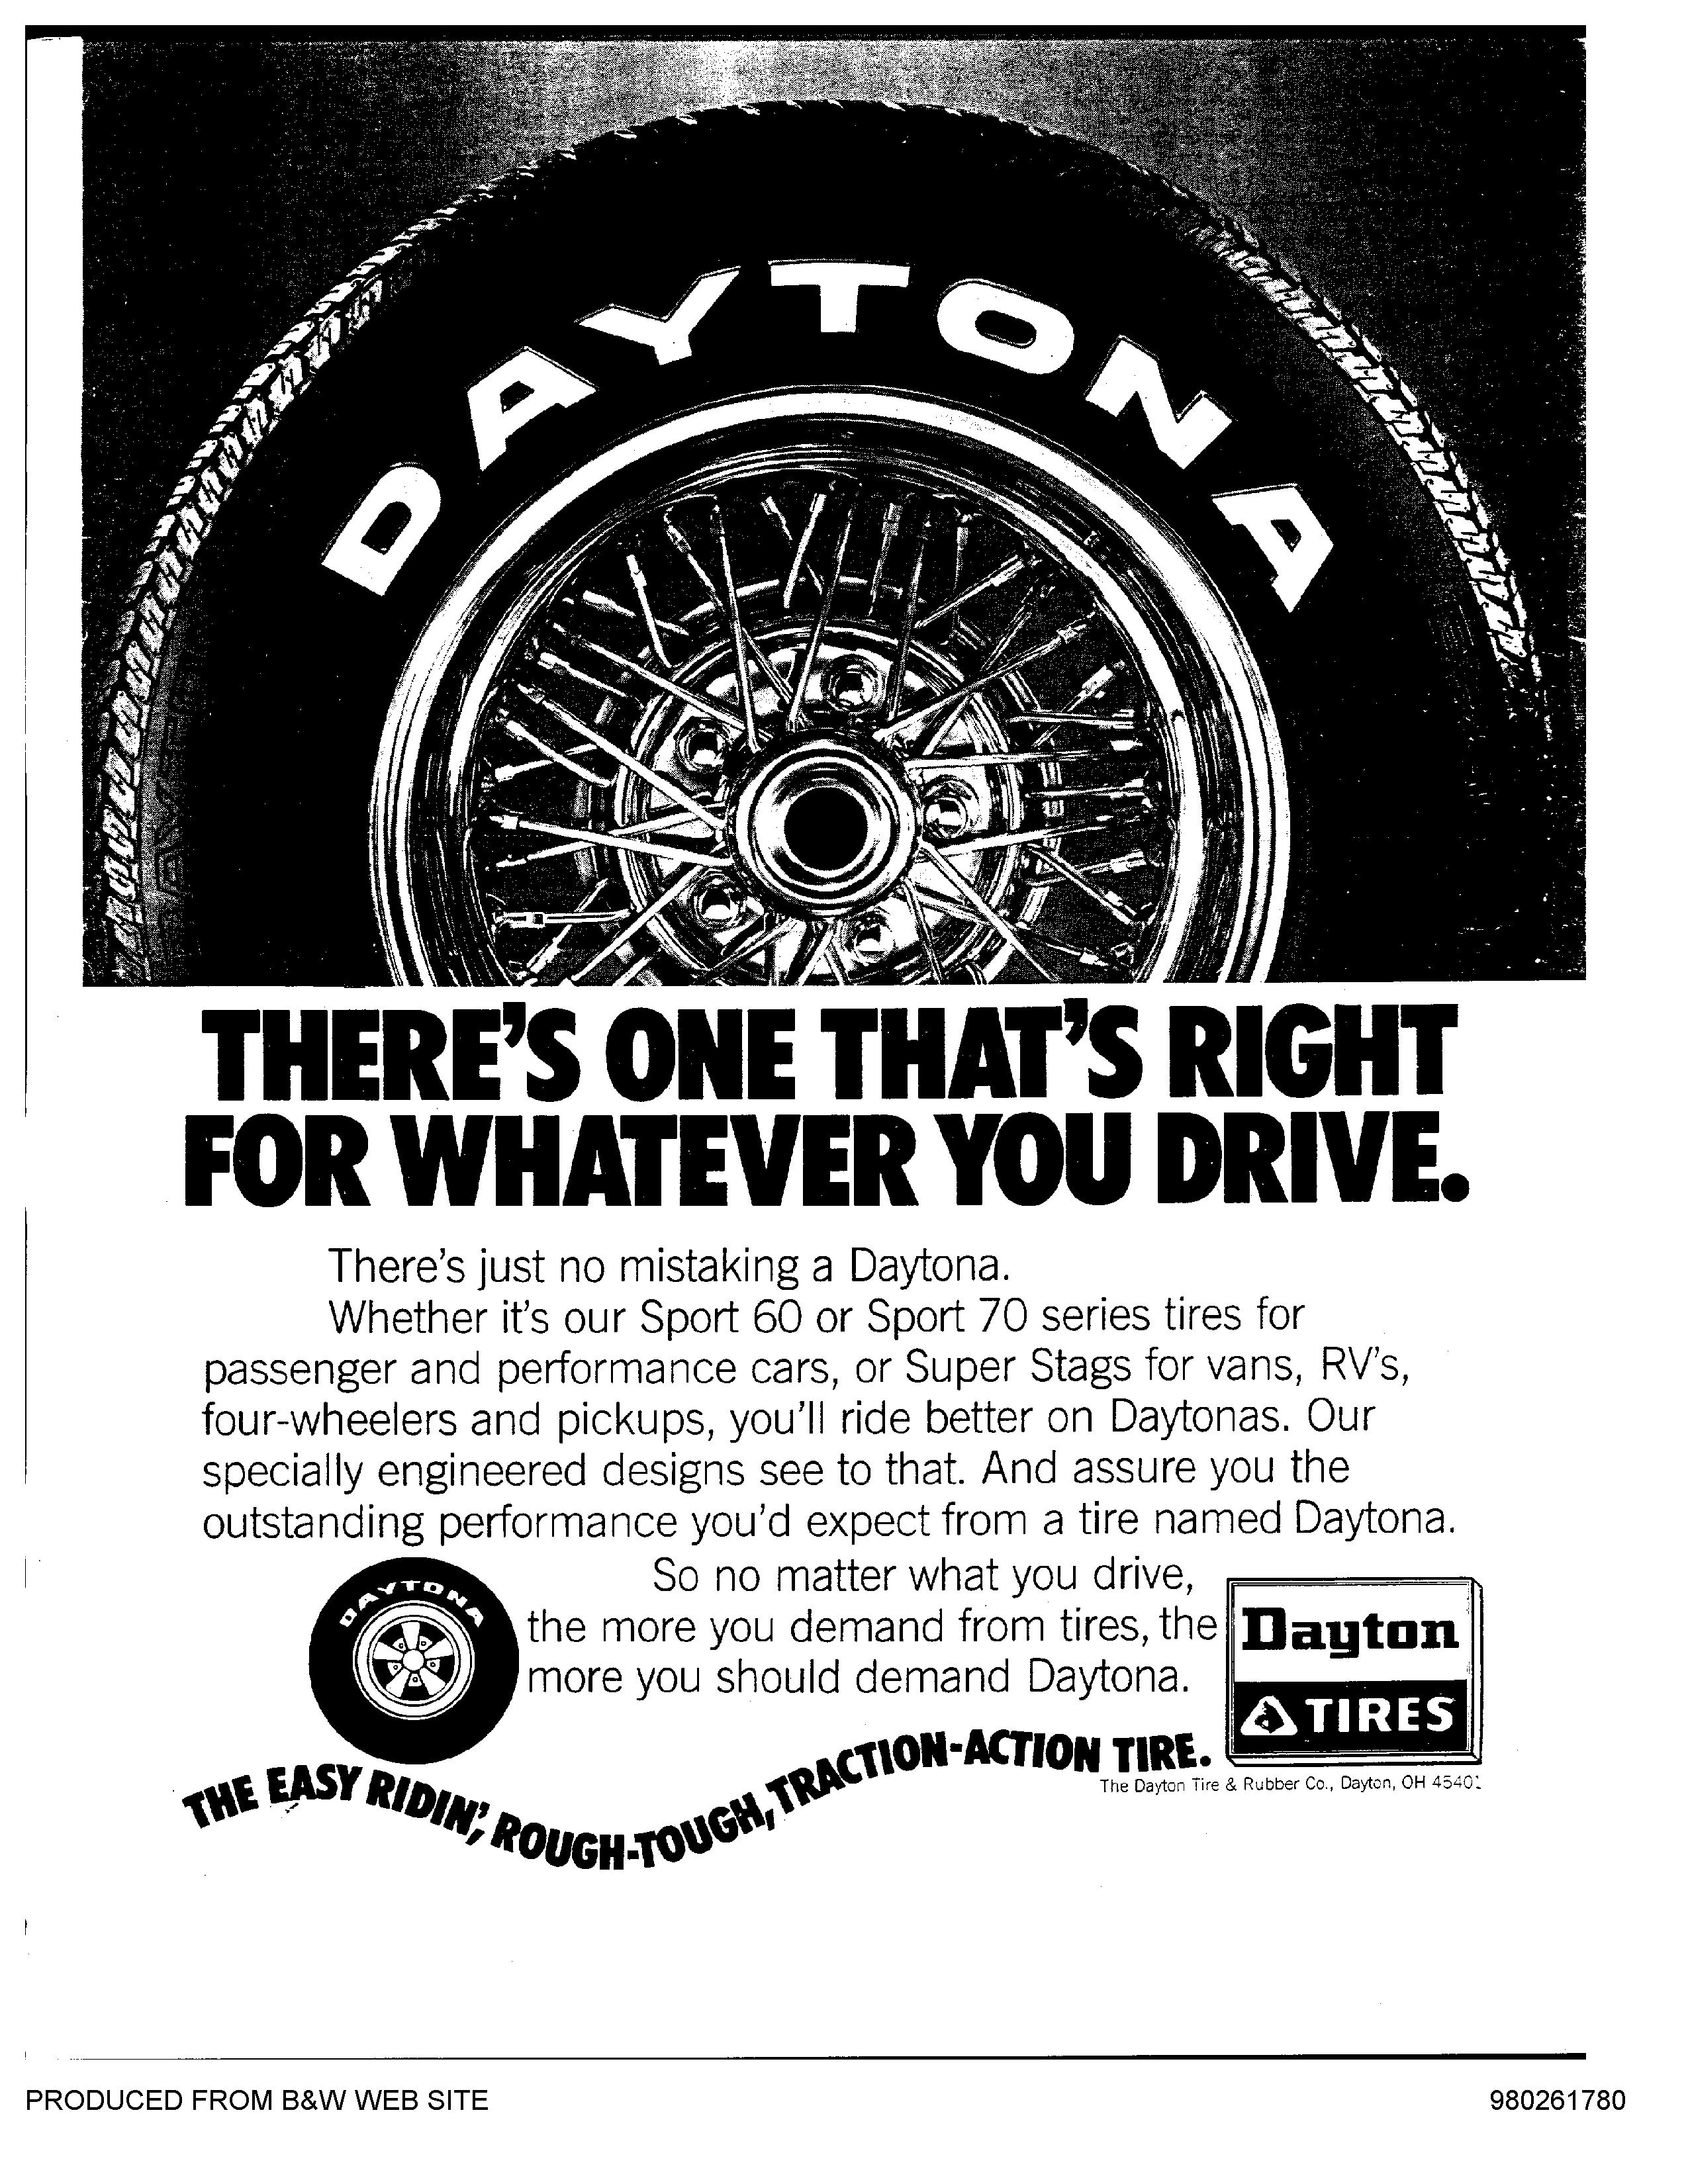 DAYTONA
THERE'S ONE THAT'S RIGHT
FOR WHATEVER YOU DRIVE.
There's just no mistaking a Daytona.
Whether it's our Sport 60 or Sport 70 series tires for
passenger and performance cars, or Super Stags for vans, RV's,
four-wheelers and pickups, you'll ride better on Daytonas. Our
specially engineered designs see to that. And assure you the
outstanding performance you'd expect from a tire named Daytona.
So no matter what you drive,
the more you demand from tires, the
more you should demand Daytona.
DAYTONA
Dayton
TIRES
THE EASY RIDIN', ROUGH-TOUGH, TRACTION-ACTION TIRE.
The Dayton Tire & Rubber Co., Dayton, OH 45401
PRODUCED FROM B&W WEB SITE
980261780